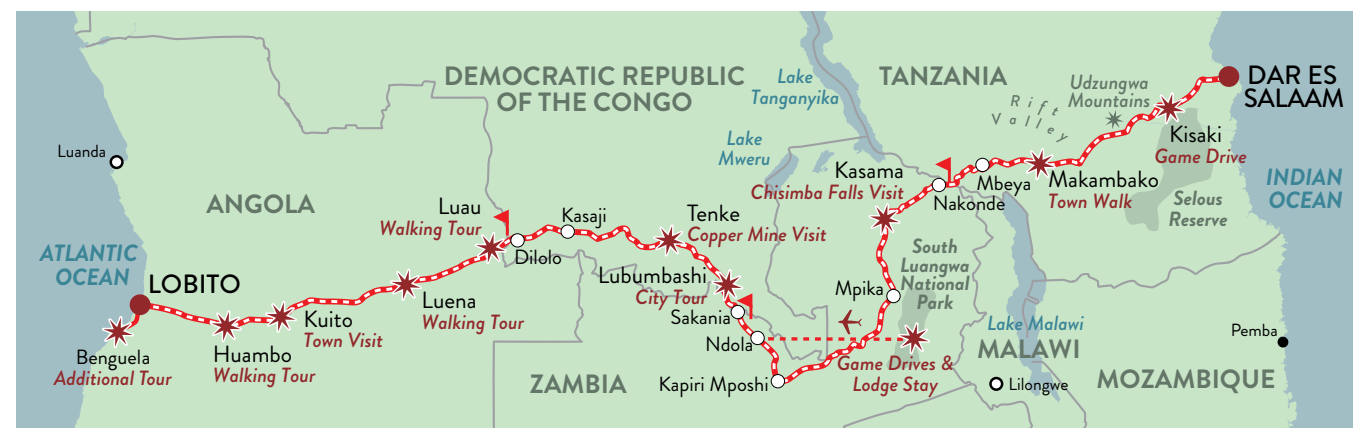 DEMOCRATIC REPUBLIC
OF THE CONGO
Lake
Tanganyika
TANZANIA
Udzungwa
Mountains
DAR ES
SALAAM
Rift
Valley
Kisaki
Game Drive
Luanda
Lake
Mweru
Kasama
Chisimba Falls Visit
Mbeya
Makambako
Town Walk
Nakonde
INDIAN
OCEAN
Selous
Reserve
ANGOLA
Luau
Walking Tour
Kasaji
Dilolo
Tenke
Copper Mine Visit
ATLANTIC
OCEAN
LOBITO
Lubumbashi
City Tour
Sakania
South
Luangwa
National
Park
Mpika
Luena
Walking Tour
Kuito
Town Visit
Ndola
Lake Malawi
Pemba
Benguela
Additional Tour
Huambo
Walking Tour
ZAMBIA
Kapiri Mposhi
Game Drives &
Lodge Stay
MALAWI
Lilongwe
MOZAMBIQUE